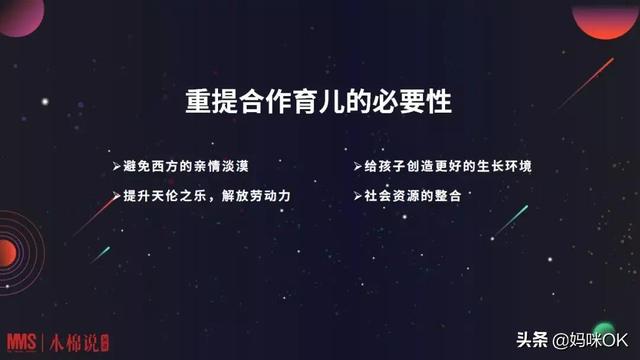 重提合作育儿的必要性
➢避免西方的亲情淡漠
➢给孩子创造更好的生长环境
➢提升天伦之乐，解放劳动力
➢社会资源的整合
MMS | 木棉说
头条 @妈咪OK